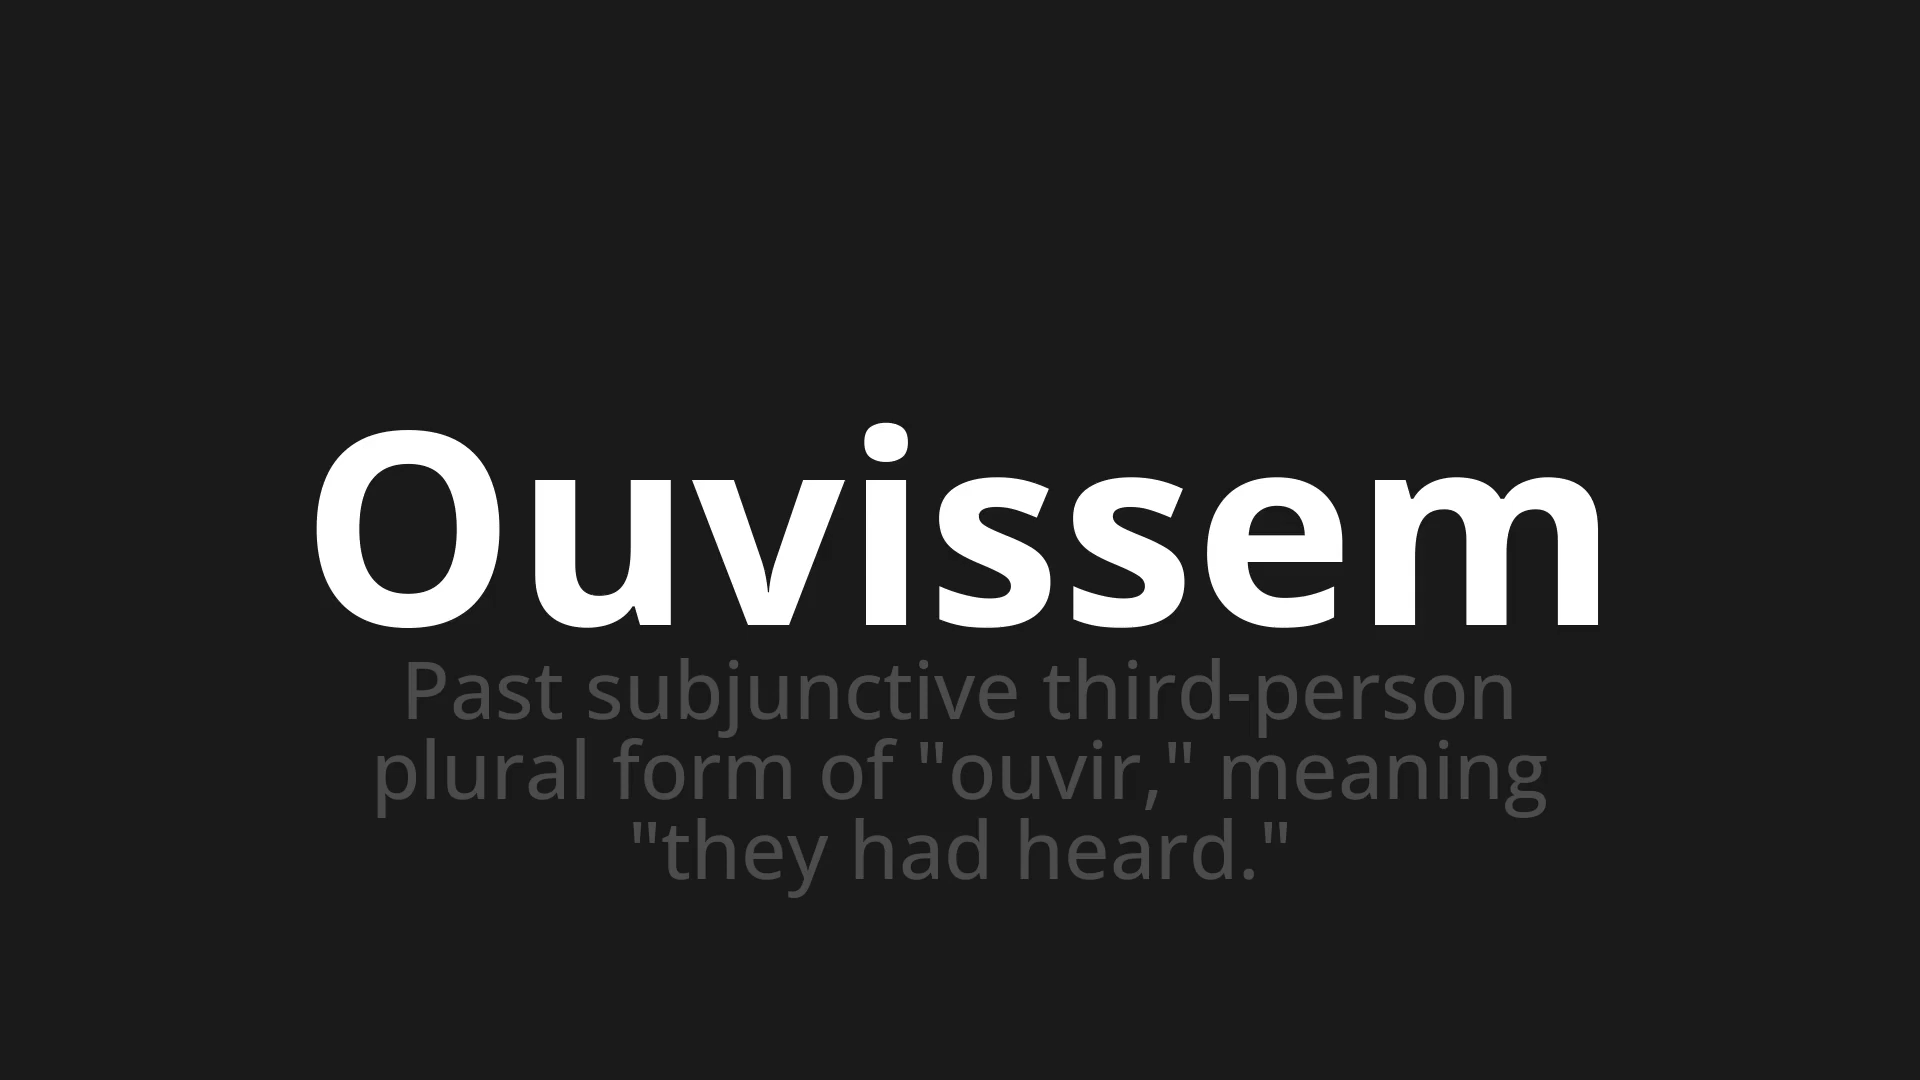 Ouvissem
Past subjunctive third-person
plural form of "ouvir," meaning
"they had heard."